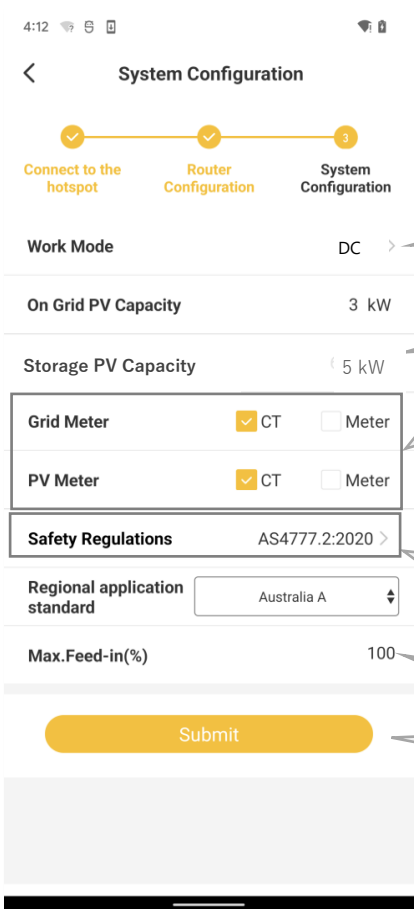 4:12
System Configuration
3
Connect to the
hotspot
Router
Configuration
System
Configuration
Work Mode DC
On Grid PV Capacity 3 kW
Storage PV Capacity 5 kW
Grid Meter CT Meter
PV Meter CT Meter
Safety Regulations AS4777.2:2020
Regional application
standard
Australia A
Max.Feed-in(%) 100
Submit